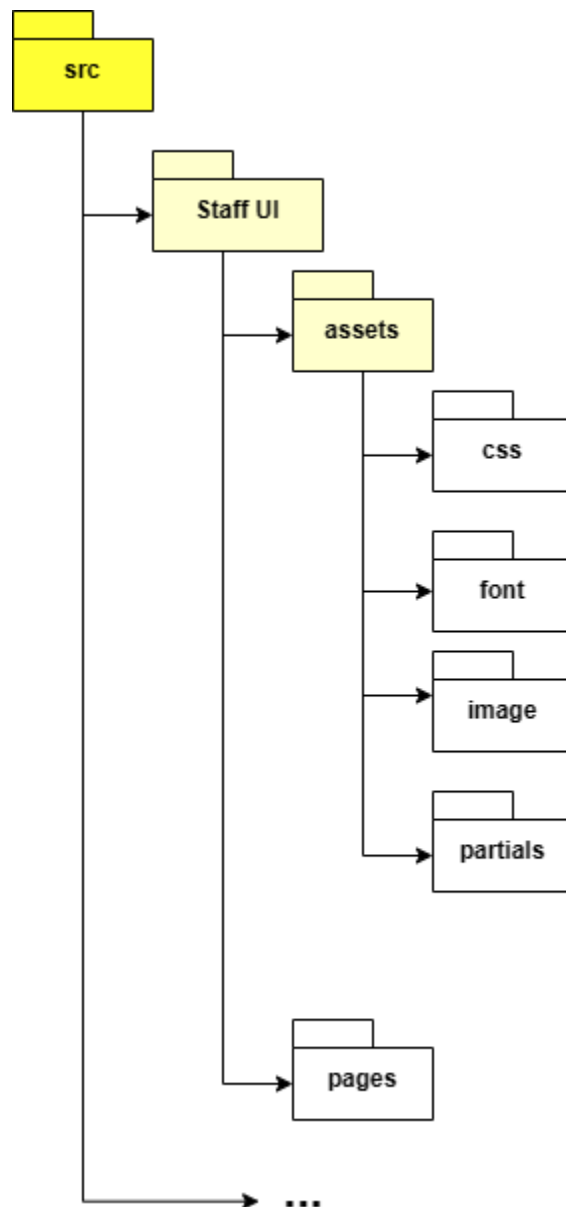 src
Staff UI
assets
css
font
image
partials
pages
...